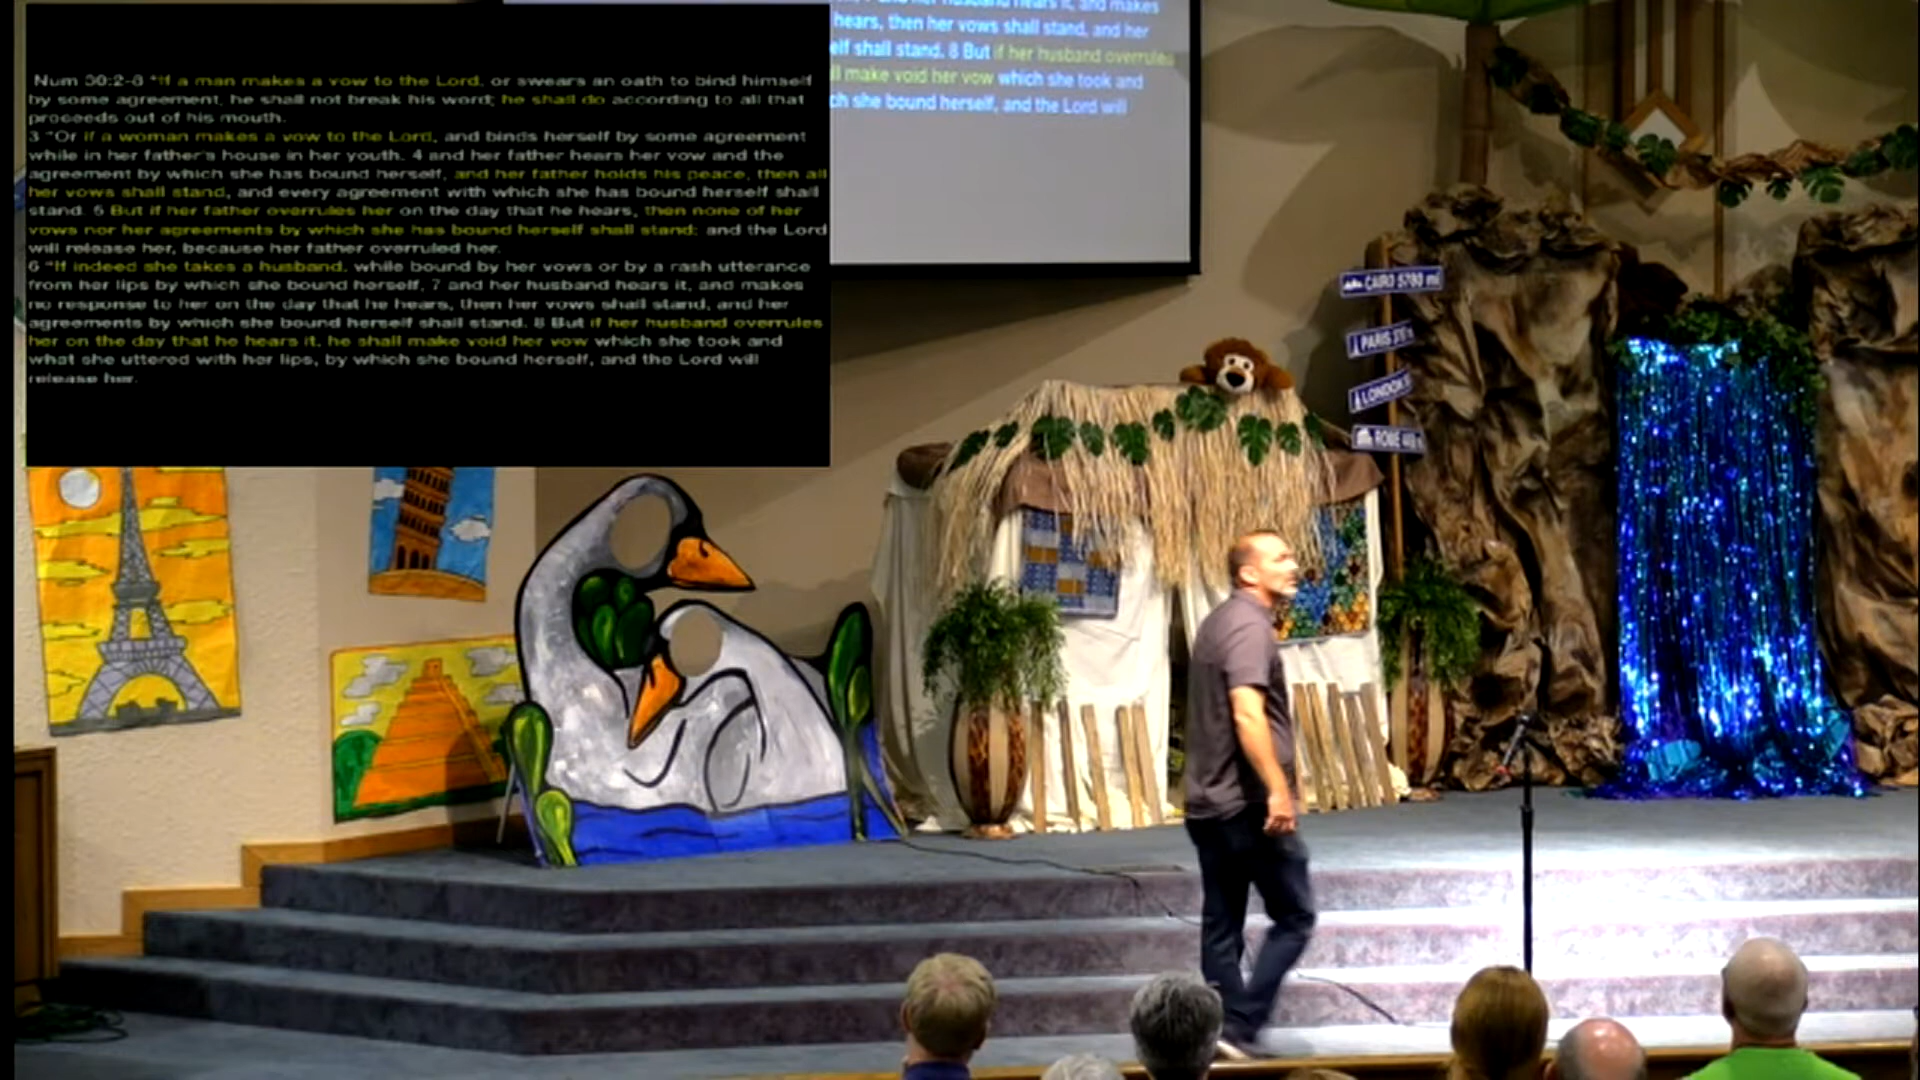 Num 30:2-8 "If a man makes a vow to the Lord, or swears an oath to bind himself
by some agreement, he shall not break his word; he shall do according to all that
proceeds out of his mouth.
3 "Or if a woman makes a vow to the Lord, and binds herself by some agreement
while in her father's house in her youth, 4 and her father hears her vow and the
agreement by which she has bound herself, and her father holds his peace, then all
her vows shall stand, and every agreement with which she has bound herself shall
stand. 5 But if her father overrules her on the day that he hears, then none of her
vows nor her agreements by which she has bound herself shall stand; and the Lord
will release her, because her father overruled her.
6 "If indeed she takes a husband, while bound by her vows or by a rash utterance
from her lips by which she bound herself, 7 and her husband hears it, and makes
no response to her on the day that he hears, then her vows shall stand, and her
agreements by which she bound herself shall stand. 8 But if her husband overrules
her on the day that he hears it, he shall make void her vow which she took and
what she uttered with her lips, by which she bound herself, and the Lord will
release her.
her husband hears it, and makes
hears, then her vows shall stand, and her
elf shall stand. 8 But if her husband overrules
ll make void her vow which she took and
ch she bound herself, and the Lord will
CAIRO 5780 mi
PARIS
LONDON
ROME